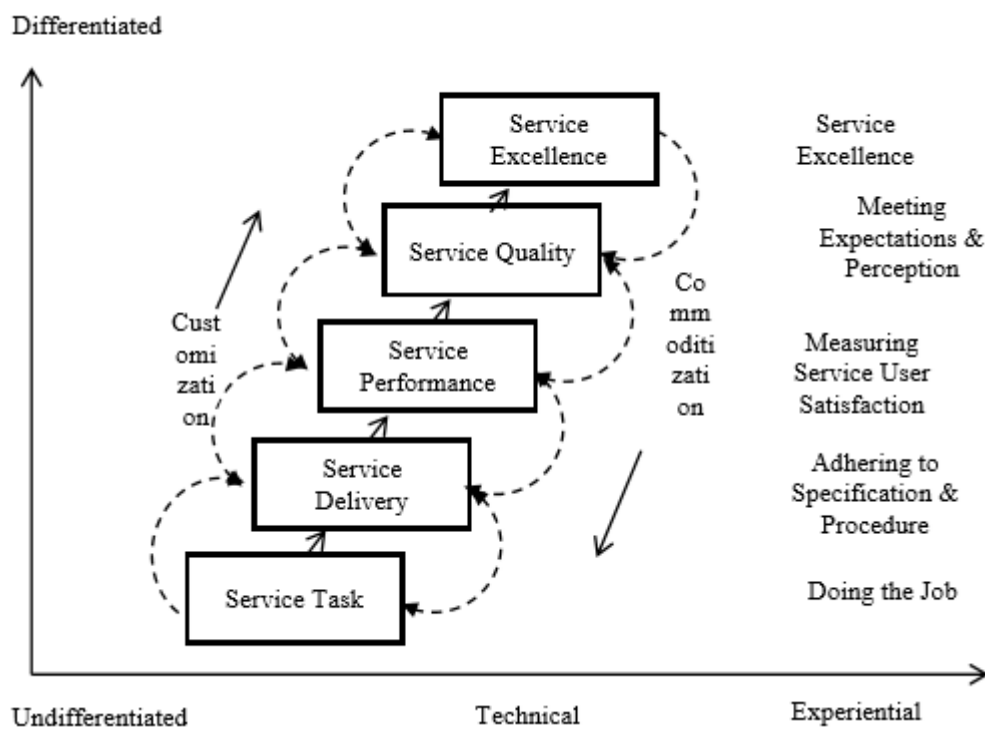 Differentiated
Service
Excellence
Service
Excellence
Service Quality
Meeting
Expectations &
Perception
Cust
omi
zati
on
Co
mm
oditi
zati
on
Service
Performance
Measuring
Service User
Satisfaction
Service
Delivery
Adhering to
Specification &
Procedure
Service Task
Doing the Job
Undifferentiated
Technical
Experiential